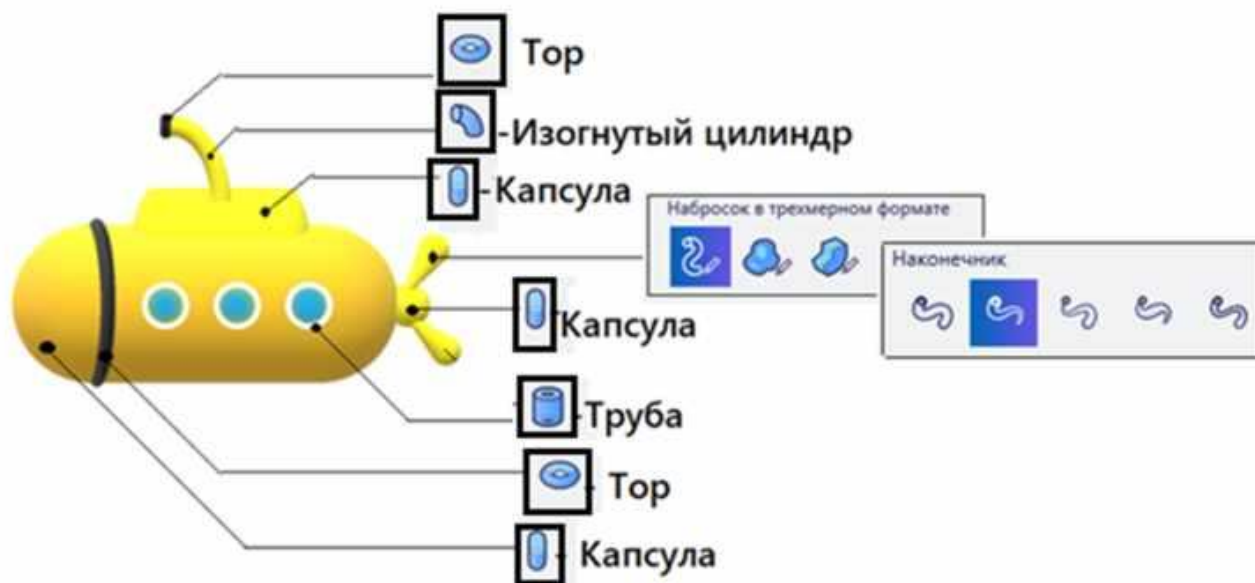 Тор
-Изогнутый цилиндр
-Капсула
Набросок в трехмерном формате
Наконечник
Капсула
-Труба
Тор
Капсула